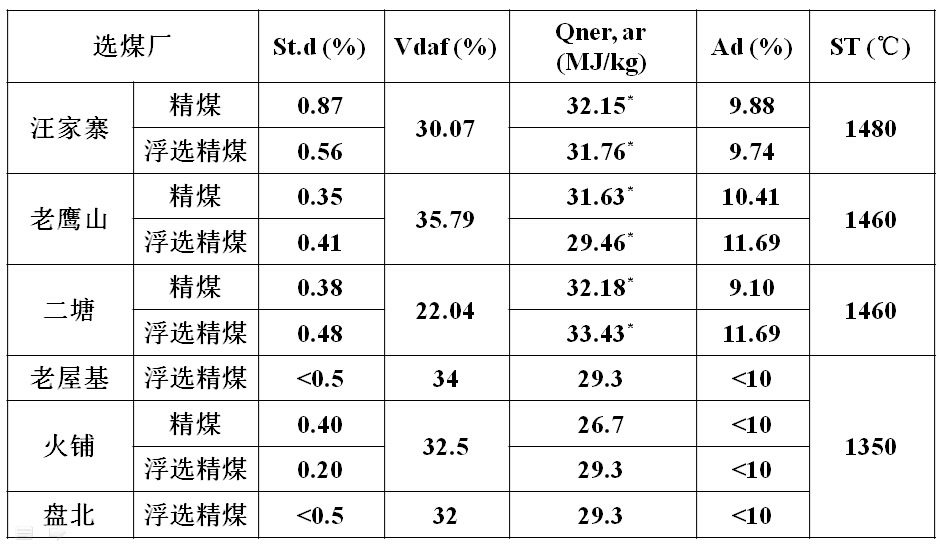 选煤厂 St.d (%) Vdaf (%) Qner, ar (MJ/kg) Ad (%) ST (℃)
汪家寨 精煤 0.87 30.07 32.15* 9.88 1480
浮选精煤 0.56 31.76* 9.74
老鹰山 精煤 0.35 35.79 31.63* 10.41 1460
浮选精煤 0.41 29.46* 11.69
二塘 精煤 0.38 22.04 32.18* 9.10 1460
浮选精煤 0.48 33.43* 11.69
老屋基 浮选精煤 <0.5 34 29.3 <10 1350
火铺 精煤 0.40 32.5 26.7 <10
浮选精煤 0.20 29.3 <10
盘北 浮选精煤 <0.5 32 29.3 <10